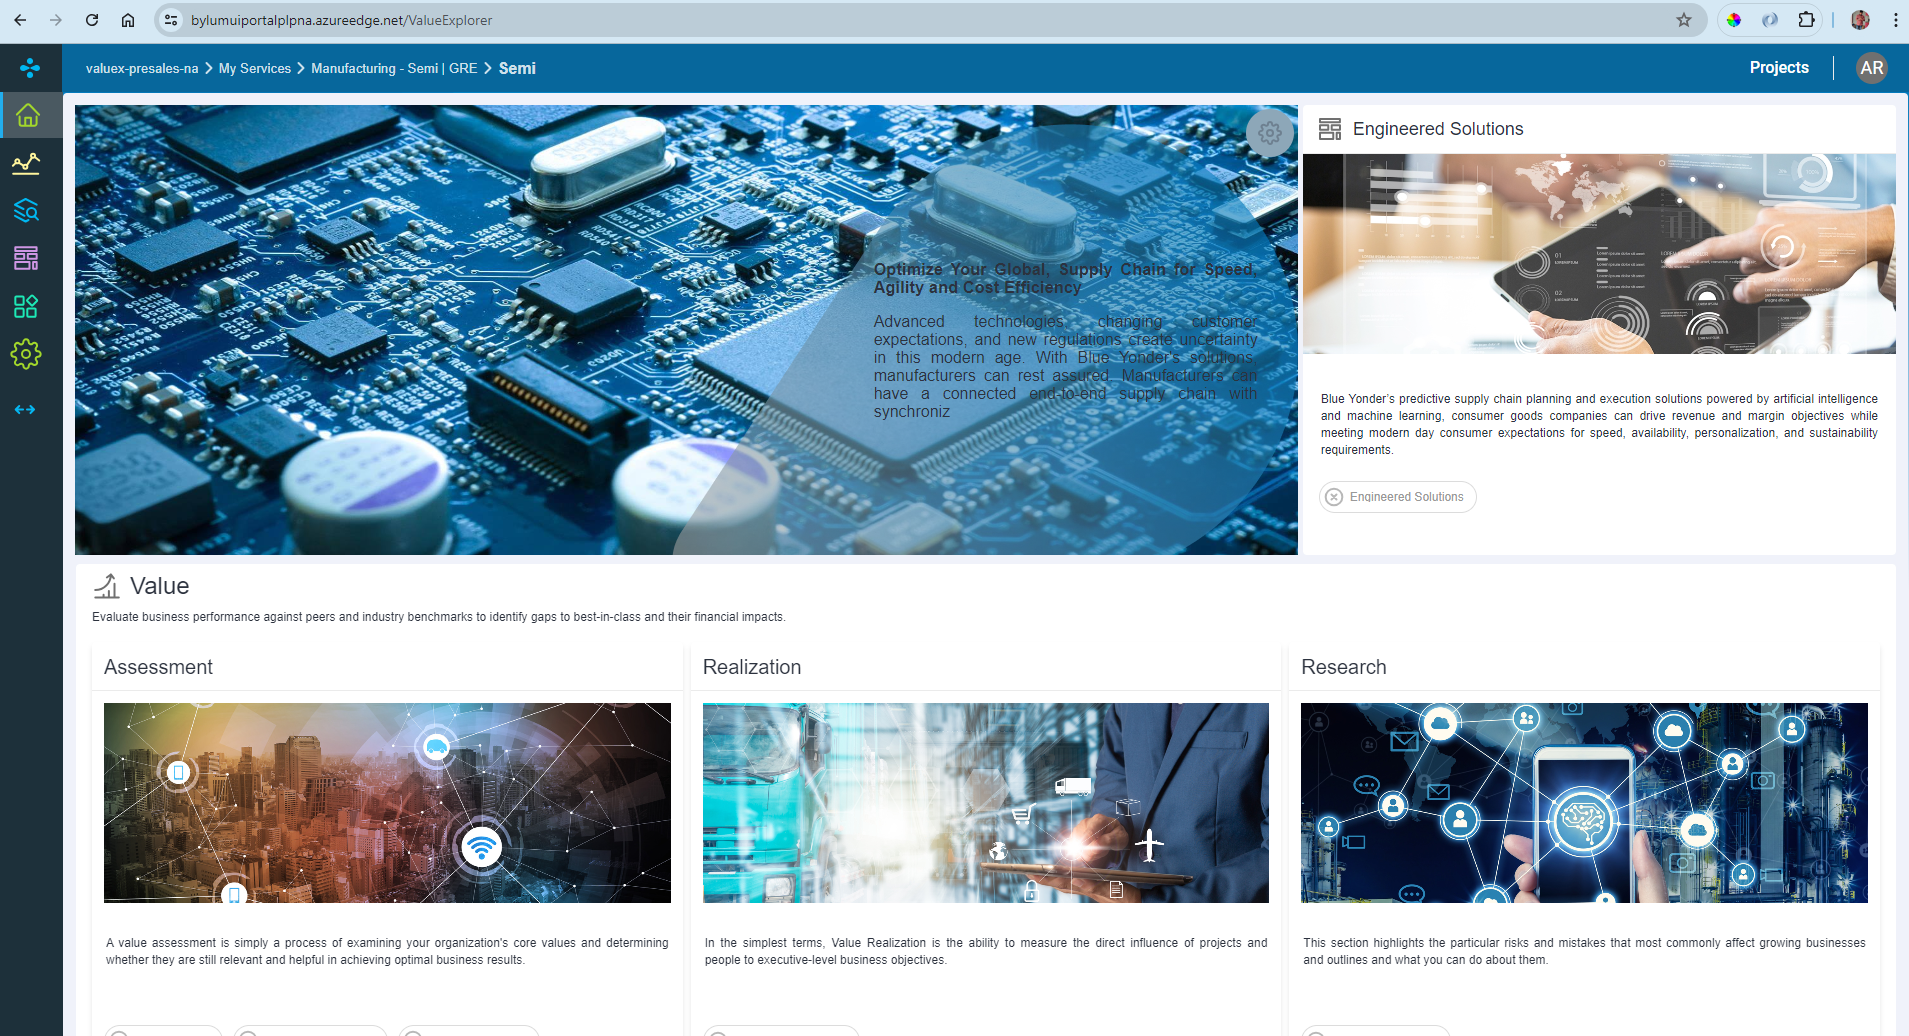 bylumuiportalplpna.azureedge.net/ValueExplorer
valuex-presales-na > My Services > Manufacturing - Semi | GRE > Semi
Projects
AR
Optimize Your Global, Supply Chain for Speed,
Agility and Cost Efficiency
Advanced technologies, changing customer
expectations, and new regulations create uncertainty
in this modern age. With Blue Yonder's solutions,
manufacturers can rest assured. Manufacturers can
have a connected end-to-end supply chain with
synchroniz
Engineered Solutions
Blue Yonder's predictive supply chain planning and execution solutions powered by artificial intelligence
and machine learning, consumer goods companies can drive revenue and margin objectives while
meeting modern day consumer expectations for speed, availability, personalization, and sustainability
requirements.
Engineered Solutions
Value
Evaluate business performance against peers and industry benchmarks to identify gaps to best-in-class and their financial impacts.
Assessment
A value assessment is simply a process of examining your organization's core values and determining
whether they are still relevant and helpful in achieving optimal business results.
Realization
In the simplest terms, Value Realization is the ability to measure the direct influence of projects and
people to executive-level business objectives.
Research
This section highlights the particular risks and mistakes that most commonly affect growing businesses
and outlines and what you can do about them.